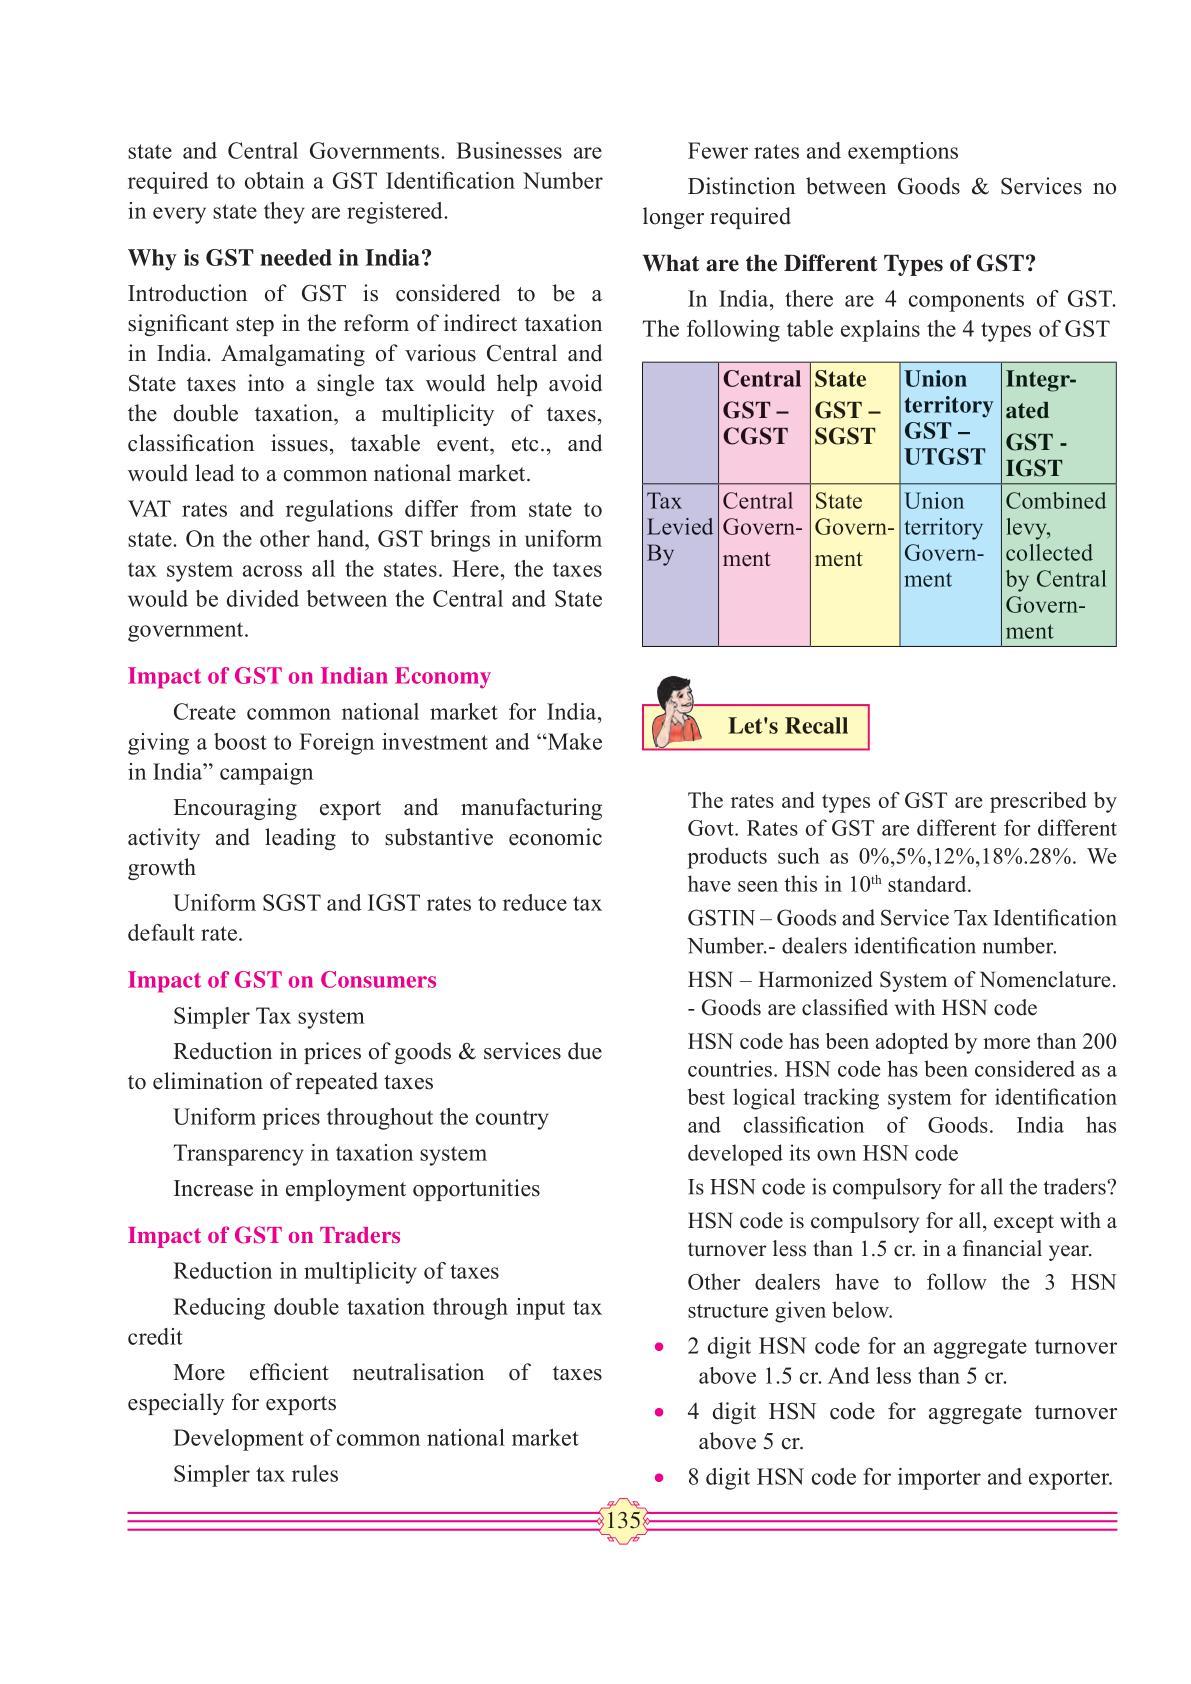 state and Central Governments. Businesses are
required to obtain a GST Identification Number
in every state they are registered.
Why is GST needed in India?
Introduction of GST is considered to be a
significant step in the reform of indirect taxation
in India. Amalgamating of various Central and
State taxes into a single tax would help avoid
the double taxation, a multiplicity of taxes,
classification issues, taxable event, etc., and
would lead to a common national market.
VAT rates and regulations differ from state to
state. On the other hand, GST brings in uniform
tax system across all the states. Here, the taxes
would be divided between the Central and State
government.
Impact of GST on Indian Economy
Create common national market for India,
giving a boost to Foreign investment and “Make
in India” campaign
Encouraging export and manufacturing
activity and leading to substantive economic
growth
Uniform SGST and IGST rates to reduce tax
default rate.
Impact of GST on Consumers
Simpler Tax system
Reduction in prices of goods & services due
to elimination of repeated taxes
Uniform prices throughout the country
Transparency in taxation system
Increase in employment opportunities
Impact of GST on Traders
Reduction in multiplicity of taxes
Reducing double taxation through input tax
credit
More efficient neutralisation of taxes
especially for exports
Development of common national market
Simpler tax rules
Fewer rates and exemptions
Distinction between Goods & Services no
longer required
What are the Different Types of GST?
In India, there are 4 components of GST.
The following table explains the 4 types of GST
Central
GST –
CGST
State
GST –
SGST
Union
territory
GST –
UTGST
Integr-
ated
GST -
IGST
Tax
Levied
By
Central
Govern-
ment
State
Govern-
ment
Union
territory
Govern-
ment
Combined
levy,
collected
by Central
Govern-
ment
Let's Recall
The rates and types of GST are prescribed by
Govt. Rates of GST are different for different
products such as 0%,5%,12%,18%.28%. We
have seen this in 10th standard.
GSTIN – Goods and Service Tax Identification
Number.- dealers identification number.
HSN – Harmonized System of Nomenclature.
- Goods are classified with HSN code
HSN code has been adopted by more than 200
countries. HSN code has been considered as a
best logical tracking system for identification
and classification of Goods. India has
developed its own HSN code
Is HSN code is compulsory for all the traders?
HSN code is compulsory for all, except with a
turnover less than 1.5 cr. in a financial year.
Other dealers have to follow the 3 HSN
structure given below.
• 2 digit HSN code for an aggregate turnover
above 1.5 cr. And less than 5 cr.
• 4 digit HSN code for aggregate turnover
above 5 cr.
• 8 digit HSN code for importer and exporter.
135